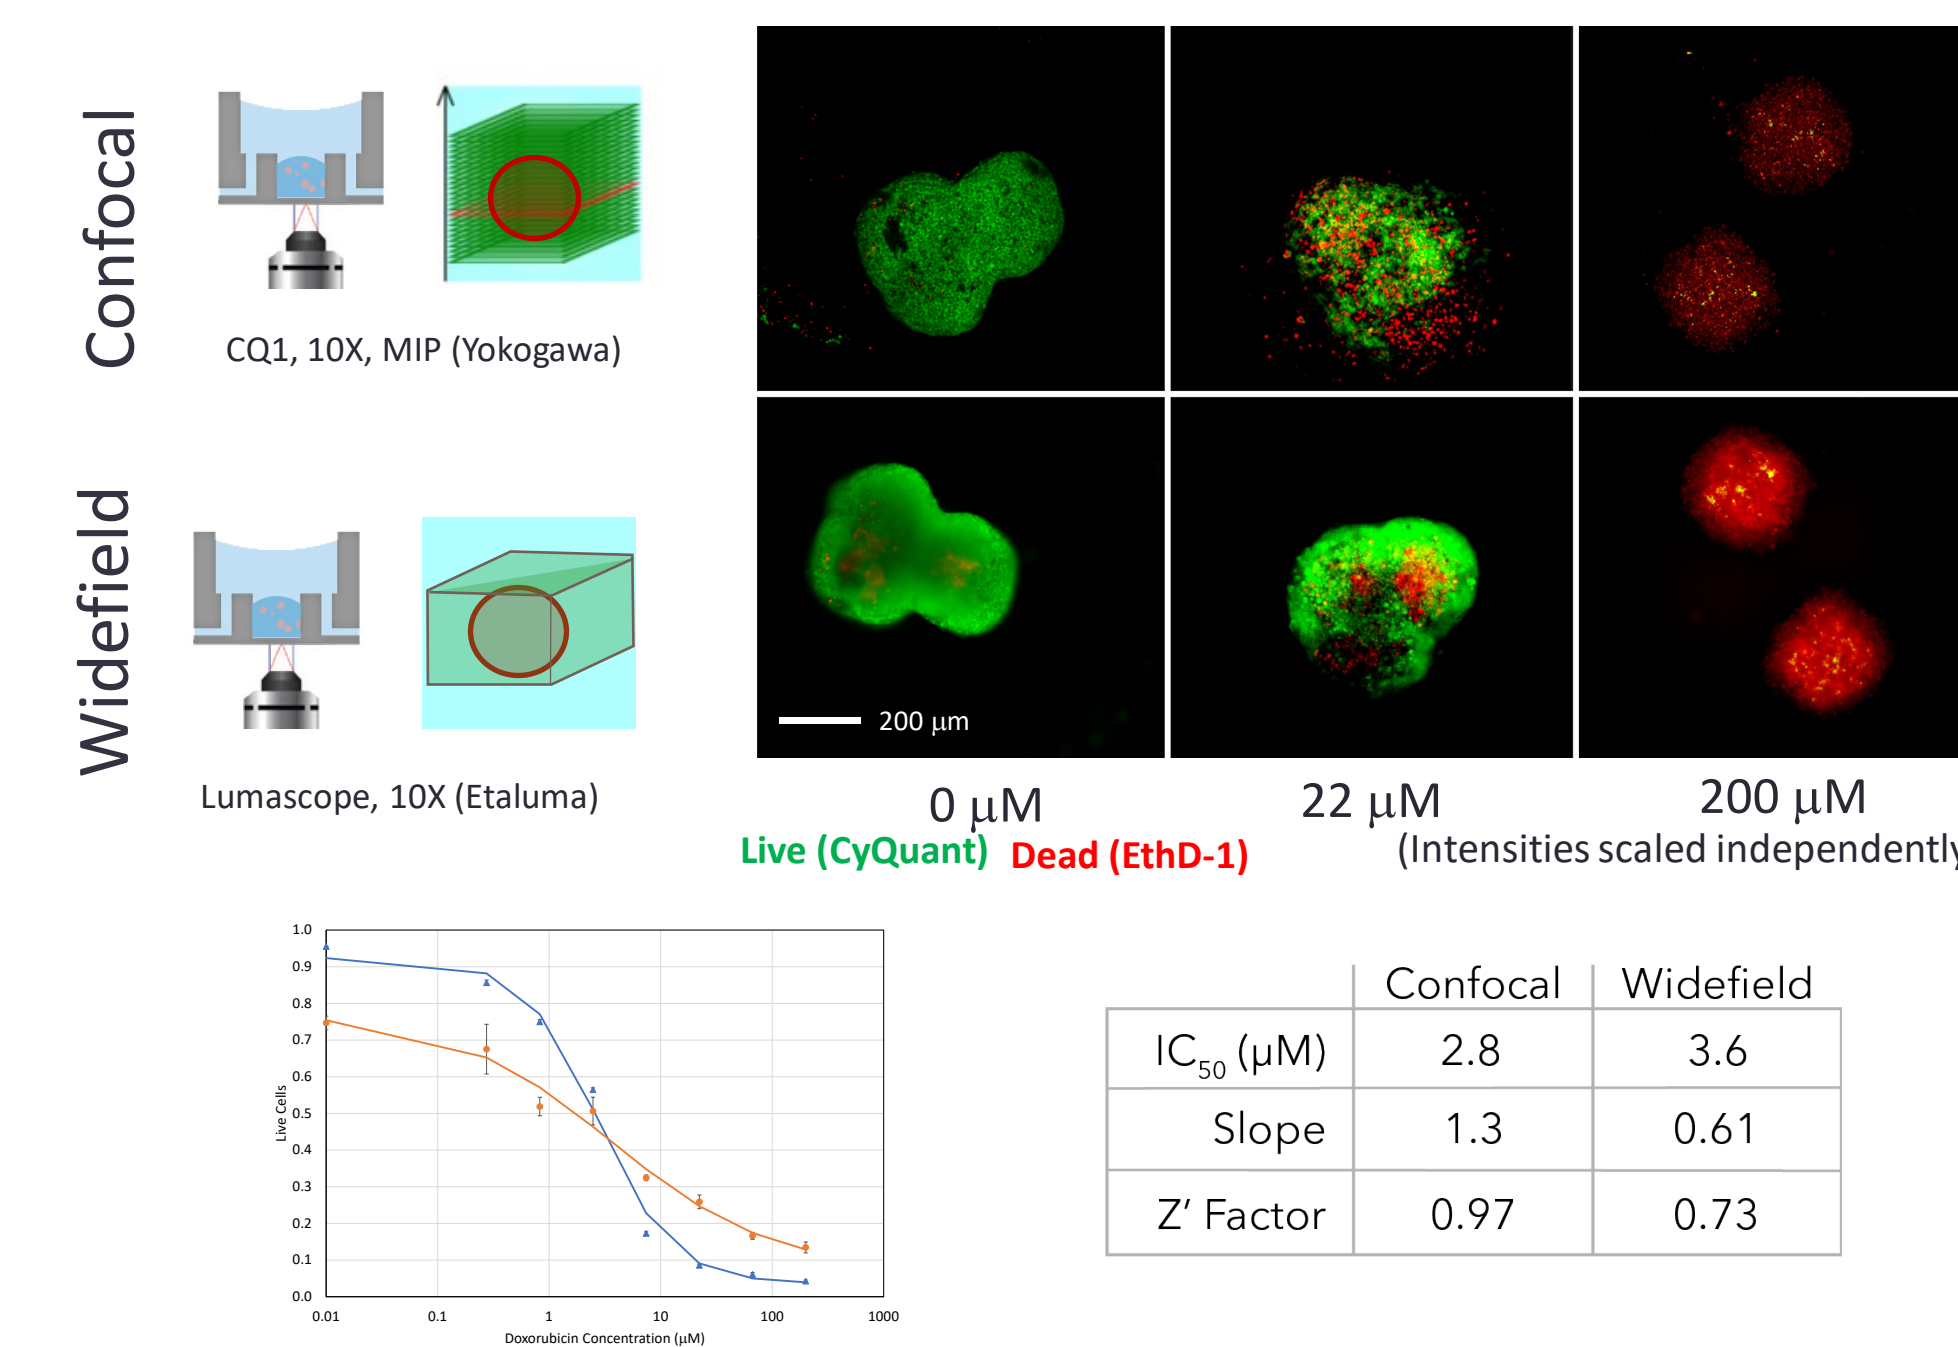 Confocal
CQ1, 10X, MIP (Yokogawa)
Widefield
200 µm
Lumascope, 10X (Etaluma)
0 µM
22 µM
200 µM
Live (CyQuant) Dead (EthD-1)
(Intensities scaled independently
1.0
0.9
0.8
0.7
0.6
0.5
0.4
0.3
0.2
0.1
0.0
Live Cells
0.01 0.1 1 10 100 1000
Doxorubicin Concentration (µM)
Confocal Widefield
IC50 (µM) 2.8 3.6
Slope 1.3 0.61
Z’ Factor 0.97 0.73